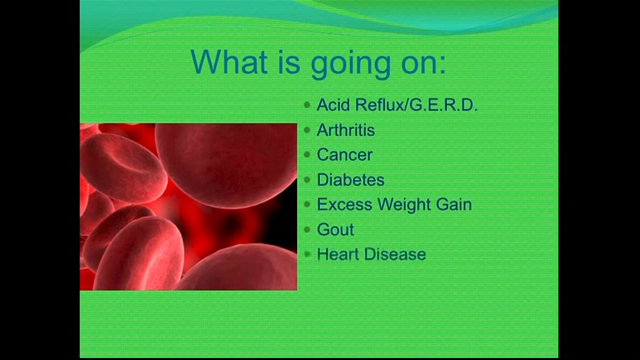 What is going on:
Acid Reflux/G.E.R.D.
Arthritis
Cancer
Diabetes
Excess Weight Gain
Gout
Heart Disease